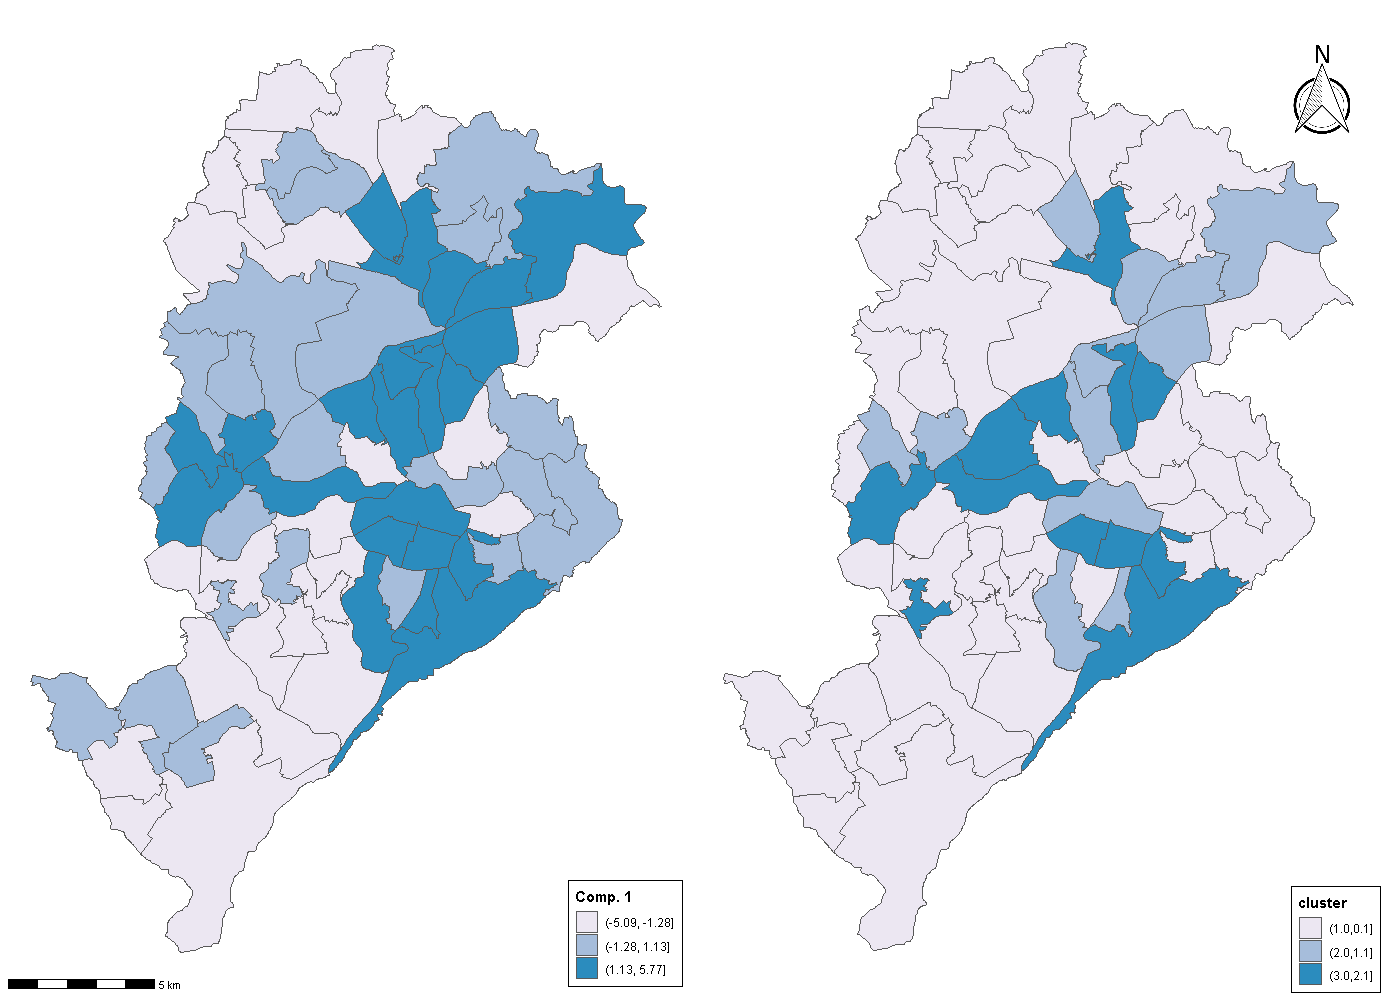 N
Comp. 1
(-5.09, -1.28]
(-1.28, 1.13]
(1.13, 5.77]
5 km
cluster
(1.0,0.1]
(2.0,1.1]
(3.0,2.1]